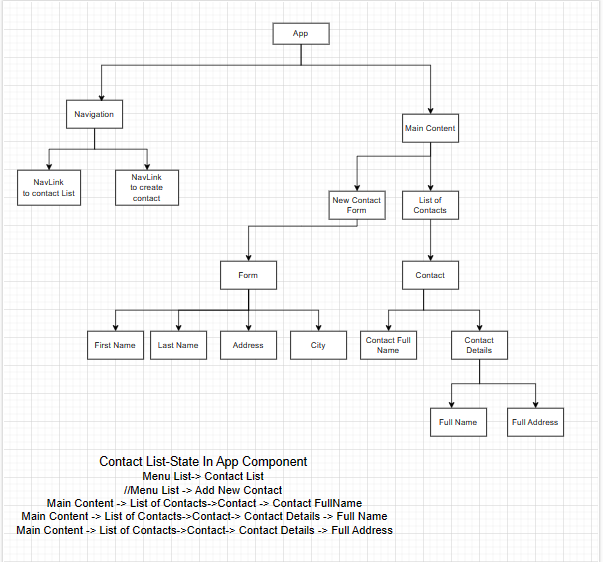 App
Navigation
Main Content
NavLink
to contact List
NavLink
to create
contact
New Contact
Form
List of
Contacts
Form
Contact
First Name
Last Name
Address
City
Contact Full
Name
Contact
Details
Full Name
Full Address
Contact List-State In App Component
Menu List-> Contact List
//Menu List -> Add New Contact
Main Content -> List of Contacts->Contact -> Contact FullName
Main Content -> List of Contacts->Contact-> Contact Details -> Full Name
Main Content -> List of Contacts->Contact-> Contact Details -> Full Address